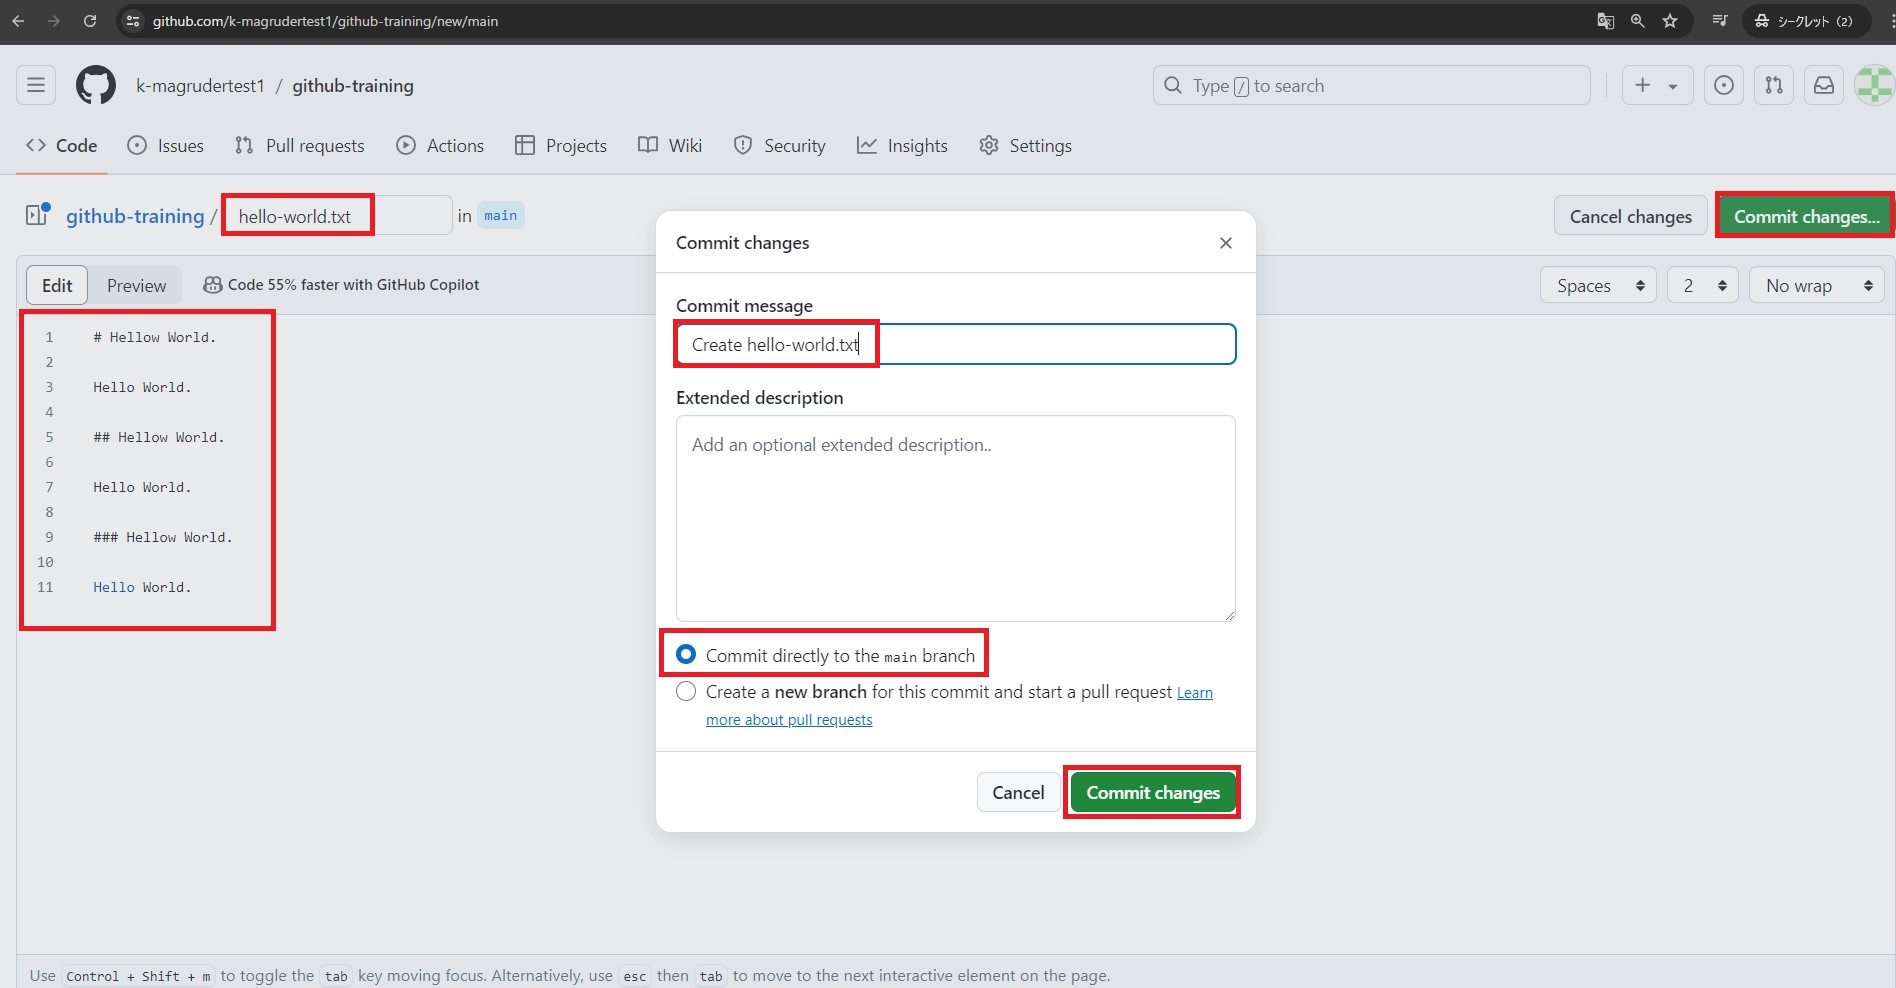 github.com/k-magrudertest1/github-training/new/main
シークレット (2)
k-magrudertest1 / github-training
Type / to search
Code Issues Pull requests Actions Projects Wiki Security Insights Settings
github-training / hello-world.txt in main
Cancel changes Commit changes...
Edit Preview Code 55% faster with GitHub Copilot
Spaces 2 No wrap
1 # Hellow World.
2
3 Hello World.
4
5 ## Hellow World.
6
7 Hello World.
8
9 ### Hellow World.
10
11 Hello World.
Commit changes
Commit message
Create hello-world.txt
Extended description
Add an optional extended description..
Commit directly to the main branch
Create a new branch for this commit and start a pull request Learn
more about pull requests
Cancel Commit changes
Use Control + Shift + m to toggle the tab key moving focus. Alternatively, use esc then tab to move to the next interactive element on the page.